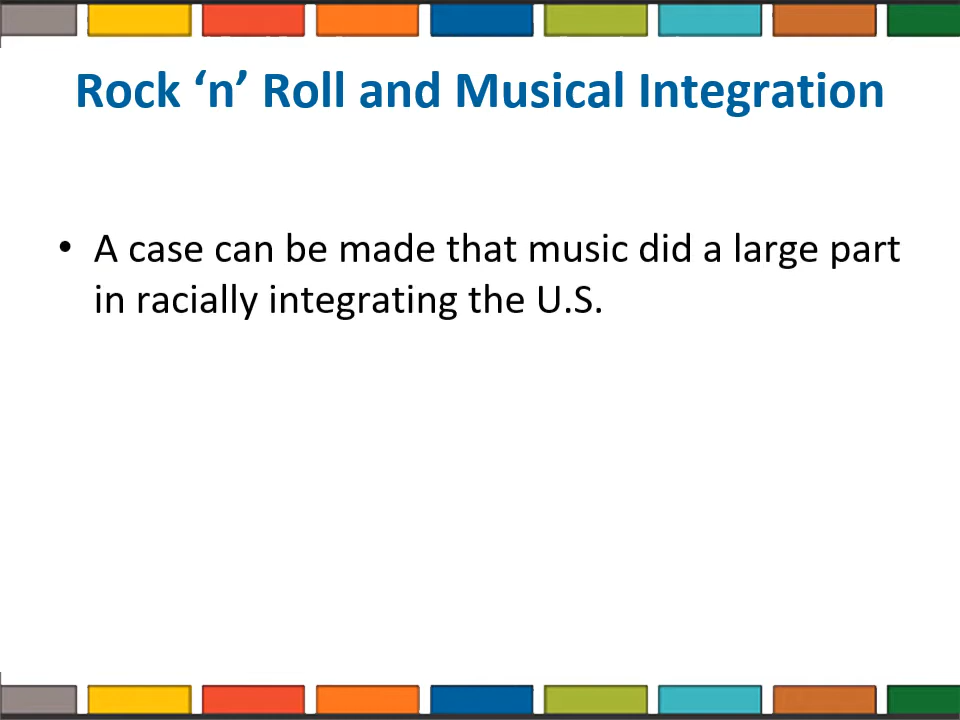 Rock ‘n’ Roll and Musical Integration
• A case can be made that music did a large part
in racially integrating the U.S.